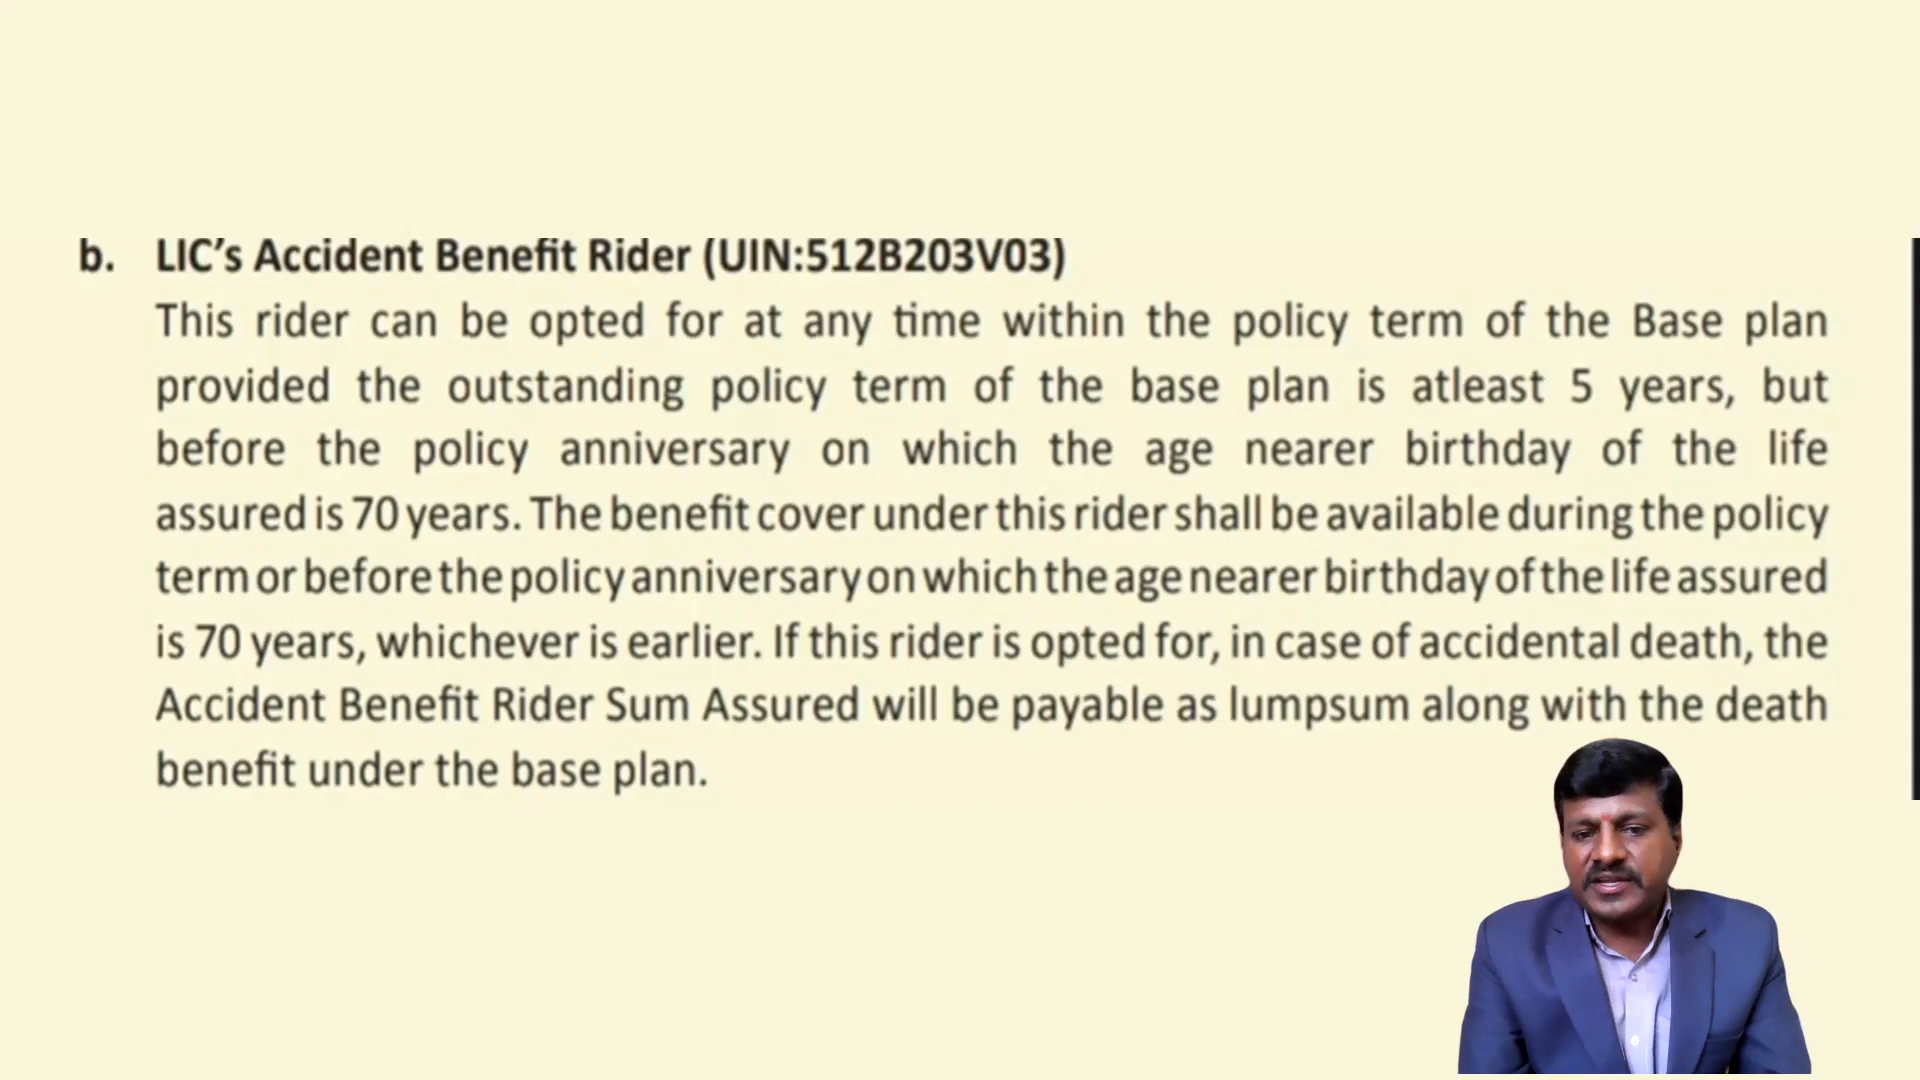 b. LIC’s Accident Benefit Rider (UIN:512B203V03)
This rider can be opted for at any time within the policy term of the Base plan
provided the outstanding policy term of the base plan is atleast 5 years, but
before the policy anniversary on which the age nearer birthday of the life
assured is 70 years. The benefit cover under this rider shall be available during the policy
term or before the policy anniversary on which the age nearer birthday of the life assured
is 70 years, whichever is earlier. If this rider is opted for, in case of accidental death, the
Accident Benefit Rider Sum Assured will be payable as lumpsum along with the death
benefit under the base plan.